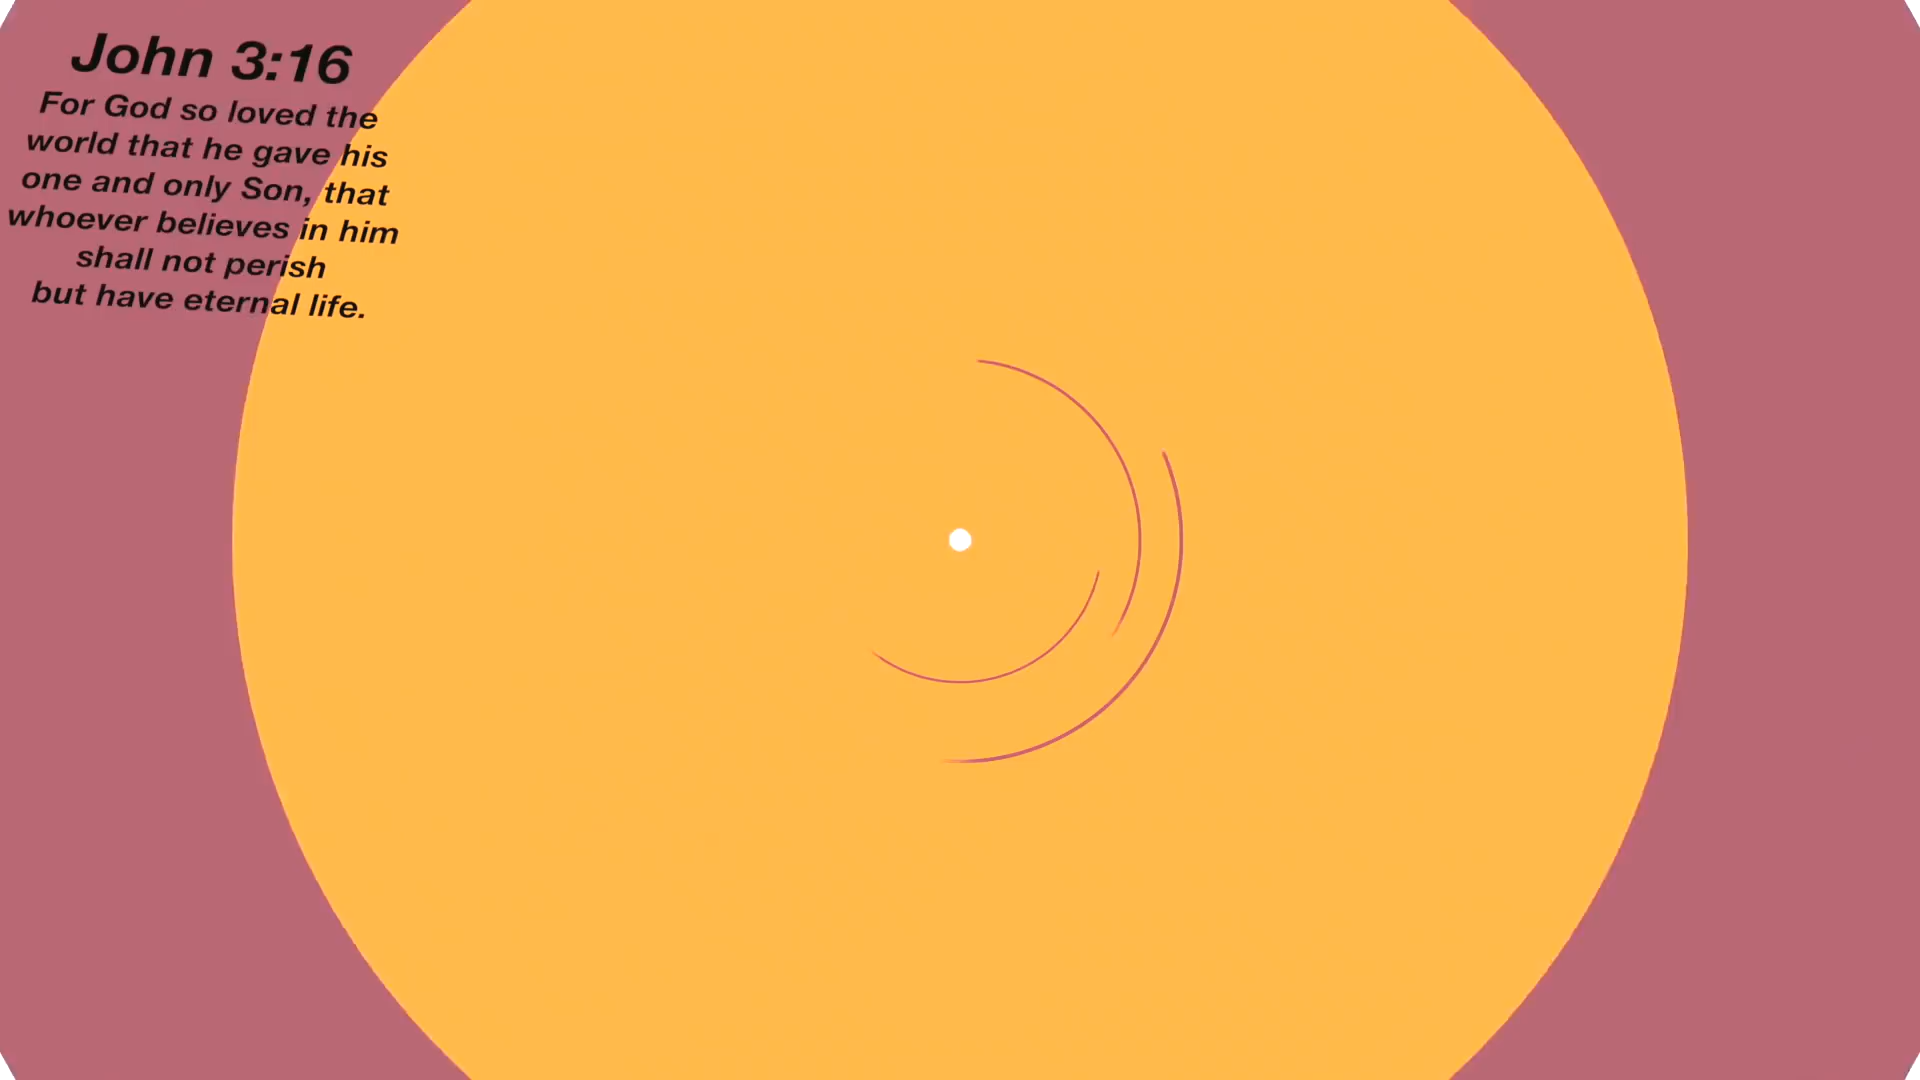 John 3:16
For God so loved the
world that he gave his
one and only Son, that
whoever believes in him
shall not perish
but have eternal life.